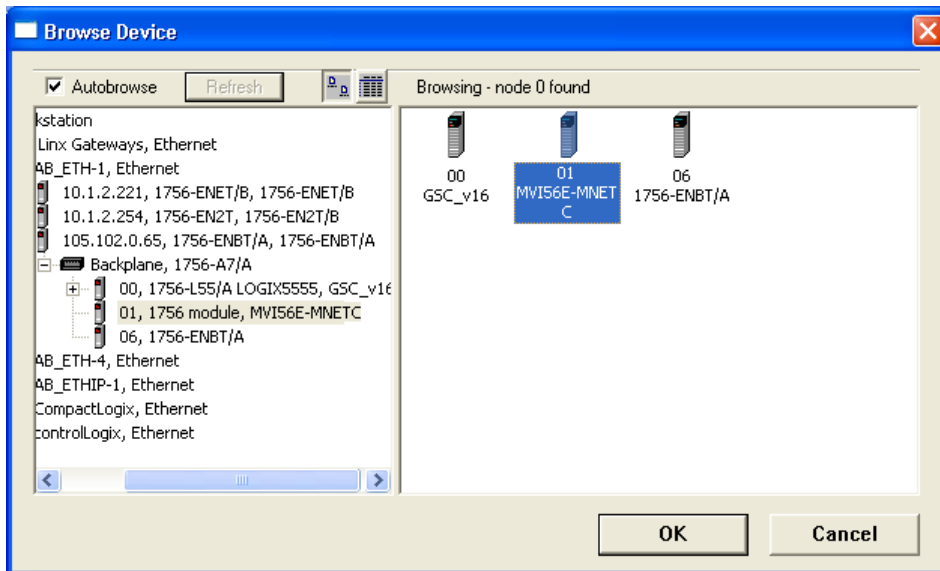 Browse Device
Autobrowse
Refresh
Browsing - node 0 found
kstation
Linx Gateways, Ethernet
AB_ETH-1, Ethernet
10.1.2.221, 1756-ENET/B, 1756-ENET/B
10.1.2.254, 1756-EN2T, 1756-EN2T/B
105.102.0.65, 1756-ENBT/A, 1756-ENBT/A
Backplane, 1756-A7/A
00, 1756-L55/A LOGIX5555, GSC_v16
01, 1756 module, MVI56E-MNETC
06, 1756-ENBT/A
AB_ETH-4, Ethernet
AB_ETHIP-1, Ethernet
CompactLogix, Ethernet
controlLogix, Ethernet
00
GSC_v16
01
MVI56E-MNET
C
06
1756-ENBT/A
OK
Cancel